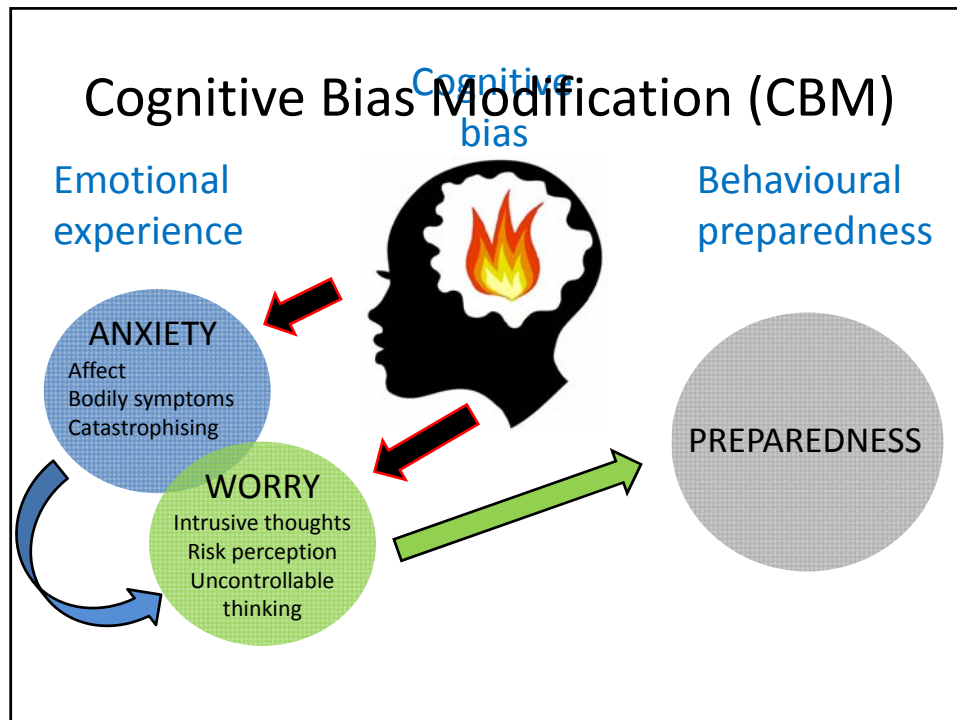 Cognitive Bias Modification (CBM)
Cognitive
bias
Emotional
experience
Behavioural
preparedness
ANXIETY
Affect
Bodily symptoms
Catastrophising
WORRY
Intrusive thoughts
Risk perception
Uncontrollable
thinking
PREPAREDNESS